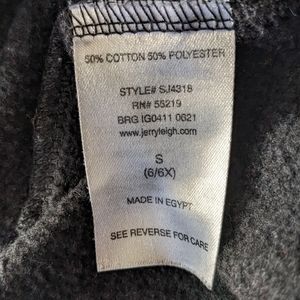 50% COTTON 50% POLYESTER
STYLE# SJ4318
RN# 55219
BRG IG0411 0621
www.jerryleigh.com
S
(6/6X)
MADE IN EGYPT
SEE REVERSE FOR CARE